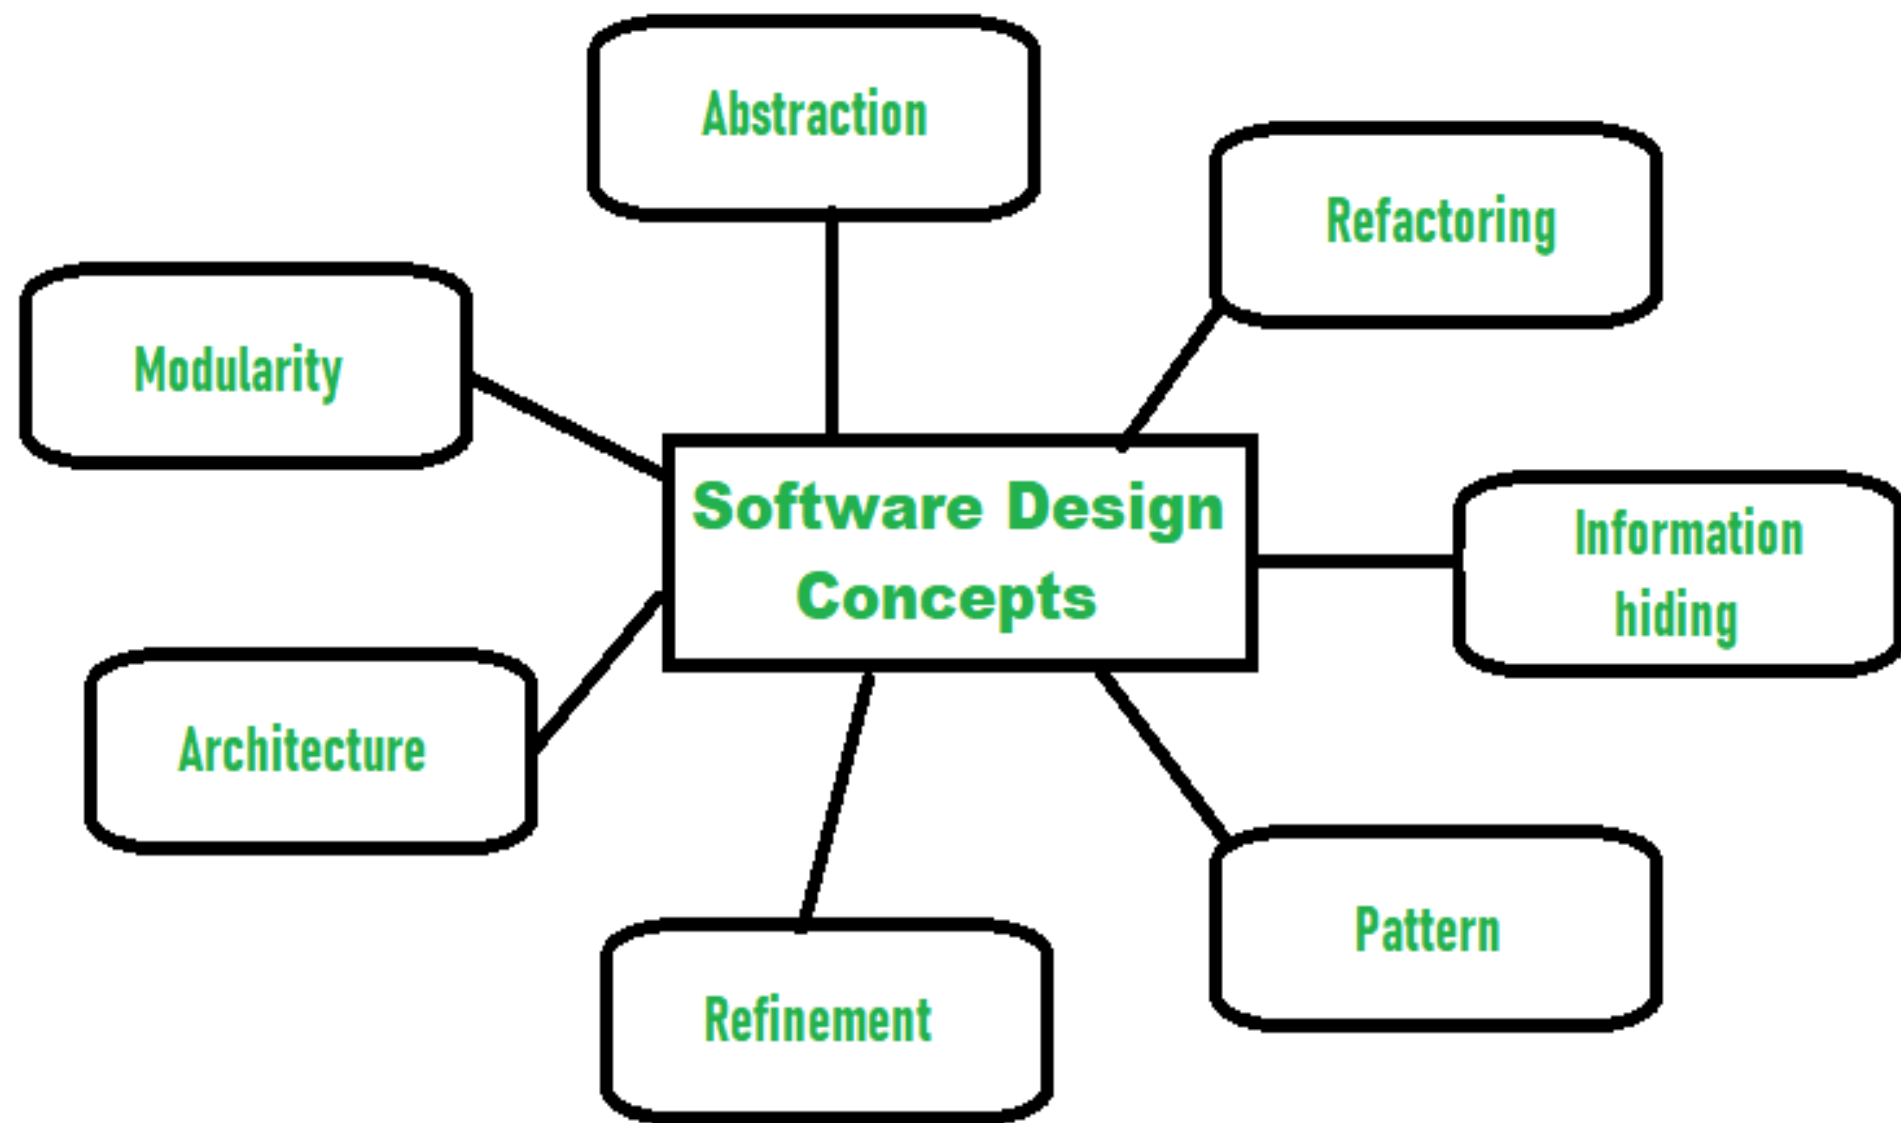 Abstraction
Refactoring
Modularity
Software Design
Concepts
Information
hiding
Architecture
Pattern
Refinement